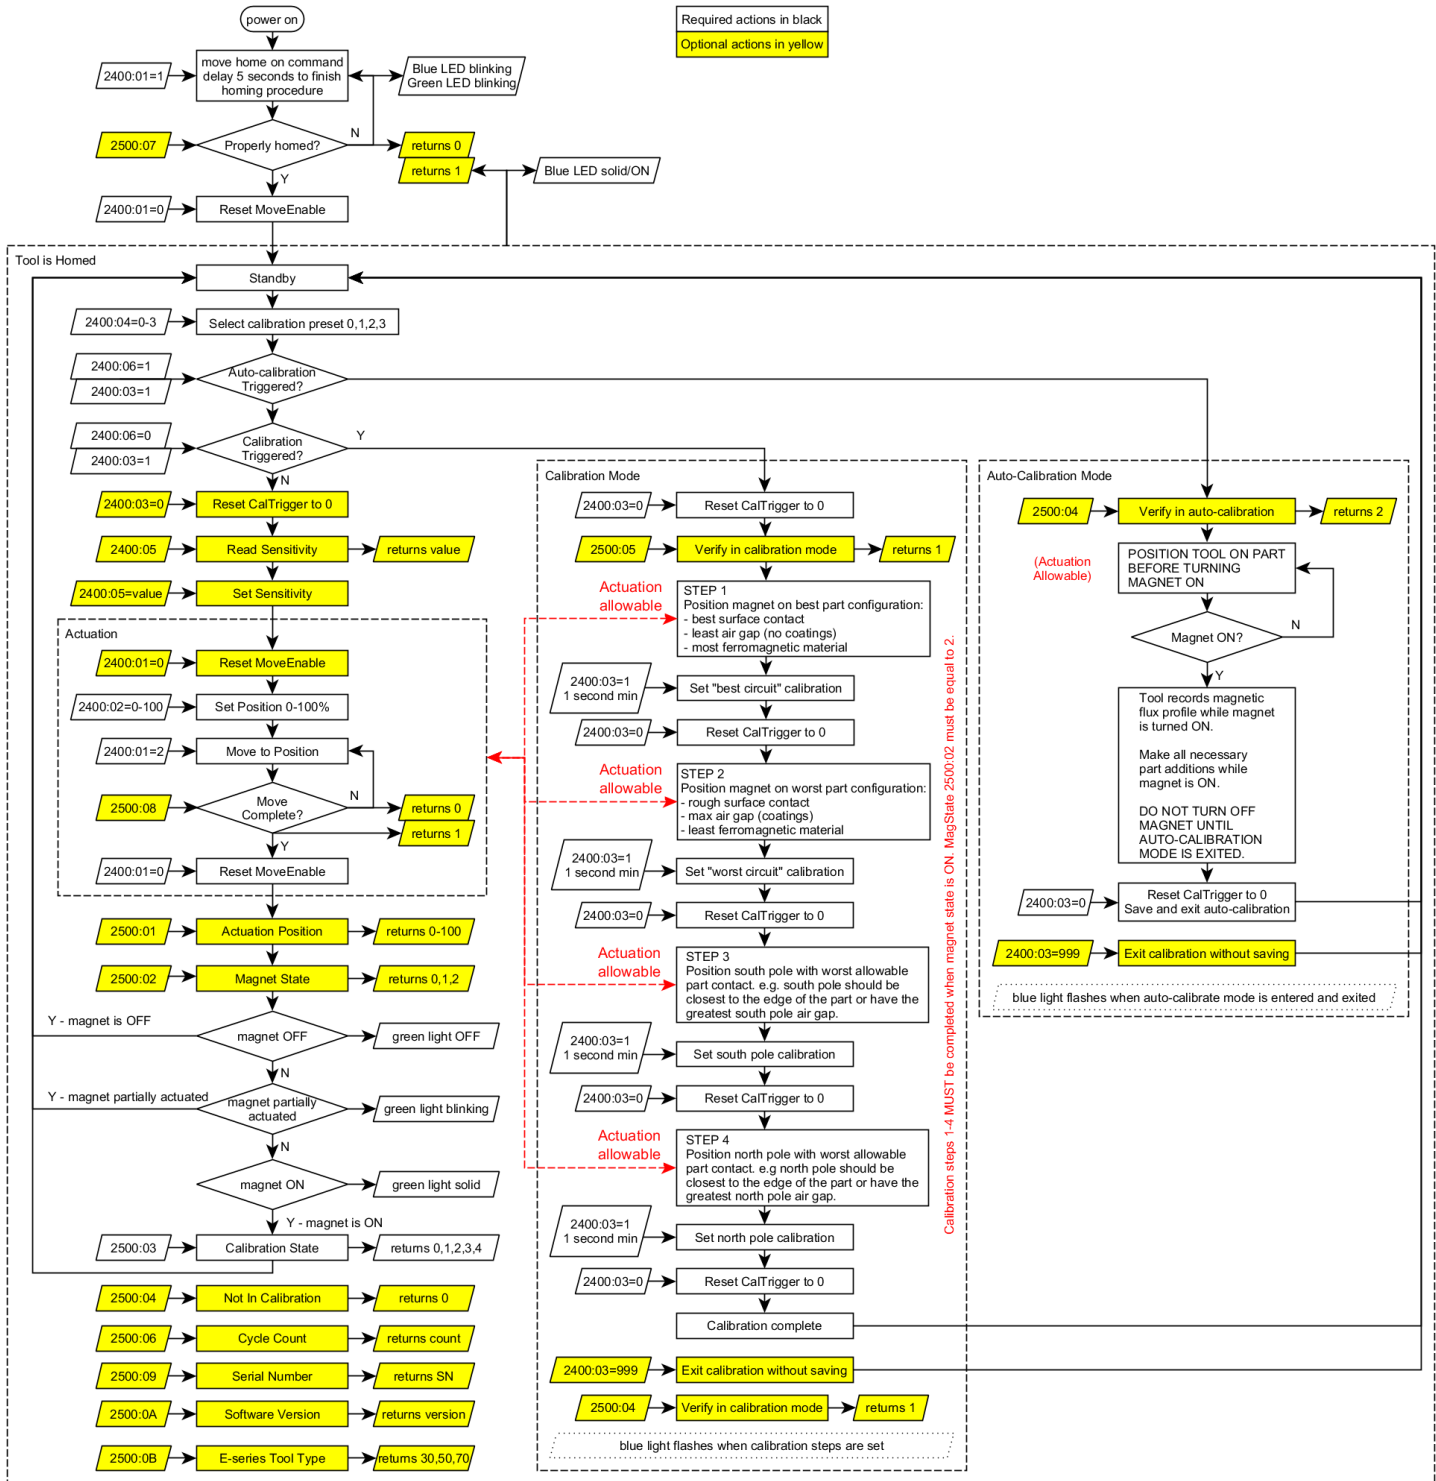 power on
Required actions in black
Optional actions in yellow
2400:01=1
move home on command
delay 5 seconds to finish
homing procedure
Blue LED blinking
Green LED blinking
2500:07
Properly homed?
N
returns 0
returns 1
Blue LED solid/ON
Y
2400:01=0
Reset MoveEnable
Tool is Homed
Standby
2400:04=0-3
Select calibration preset 0,1,2,3
2400:06=1
2400:03=1
Auto-calibration
Triggered?
2400:06=0
2400:03=1
Calibration
Triggered?
Y
N
2400:03=0
Reset CalTrigger to 0
2400:05
Read Sensitivity
returns value
2400:05=value
Set Sensitivity
Actuation
2400:01=0
Reset MoveEnable
2400:02=0-100
Set Position 0-100%
2400:01=2
Move to Position
2500:08
Move
Complete?
N
returns 0
returns 1
Y
2400:01=0
Reset MoveEnable
2500:01
Actuation Position
returns 0-100
2500:02
Magnet State
returns 0,1,2
Y - magnet is OFF
magnet OFF
green light OFF
N
Y - magnet partially actuated
magnet partially
actuated
green light blinking
N
magnet ON
green light solid
Y - magnet is ON
2500:03
Calibration State
returns 0,1,2,3,4
2500:04
Not In Calibration
returns 0
2500:06
Cycle Count
returns count
2500:09
Serial Number
returns SN
2500:0A
Software Version
returns version
2500:0B
E-series Tool Type
returns 30,50,70
Calibration Mode
2400:03=0
Reset CalTrigger to 0
2500:05
Verify in calibration mode
returns 1
Actuation
allowable
STEP 1
Position magnet on best part configuration:
- best surface contact
- least air gap (no coatings)
- most ferromagnetic material
2400:03=1
1 second min
Set "best circuit" calibration
2400:03=0
Reset CalTrigger to 0
Actuation
allowable
STEP 2
Position magnet on worst part configuration:
- rough surface contact
- max air gap (coatings)
- least ferromagnetic material
2400:03=1
1 second min
Set "worst circuit" calibration
2400:03=0
Reset CalTrigger to 0
Actuation
allowable
STEP 3
Position south pole with worst allowable
part contact. e.g. south pole should be
closest to the edge of the part or have the
greatest south pole air gap.
2400:03=1
1 second min
Set south pole calibration
2400:03=0
Reset CalTrigger to 0
Actuation
allowable
STEP 4
Position north pole with worst allowable
part contact. e.g north pole should be
closest to the edge of the part or have the
greatest north pole air gap.
2400:03=1
1 second min
Set north pole calibration
2400:03=0
Reset CalTrigger to 0
Calibration complete
2400:03=999
Exit calibration without saving
2500:04
Verify in calibration mode
returns 1
blue light flashes when calibration steps are set
Calibration steps 1-4 MUST be completed when magnet state is ON. MagState 2500:02 must be equal to 2.
Auto-Calibration Mode
2500:04
Verify in auto-calibration
returns 2
(Actuation
Allowable)
POSITION TOOL ON PART
BEFORE TURNING
MAGNET ON
Magnet ON?
N
Y
Tool records magnetic
flux profile while magnet
is turned ON.
Make all necessary
part additions while
magnet is ON.
DO NOT TURN OFF
MAGNET UNTIL
AUTO-CALIBRATION
MODE IS EXITED.
2400:03=0
Reset CalTrigger to 0
Save and exit auto-calibration
2400:03=999
Exit calibration without saving
blue light flashes when auto-calibrate mode is entered and exited